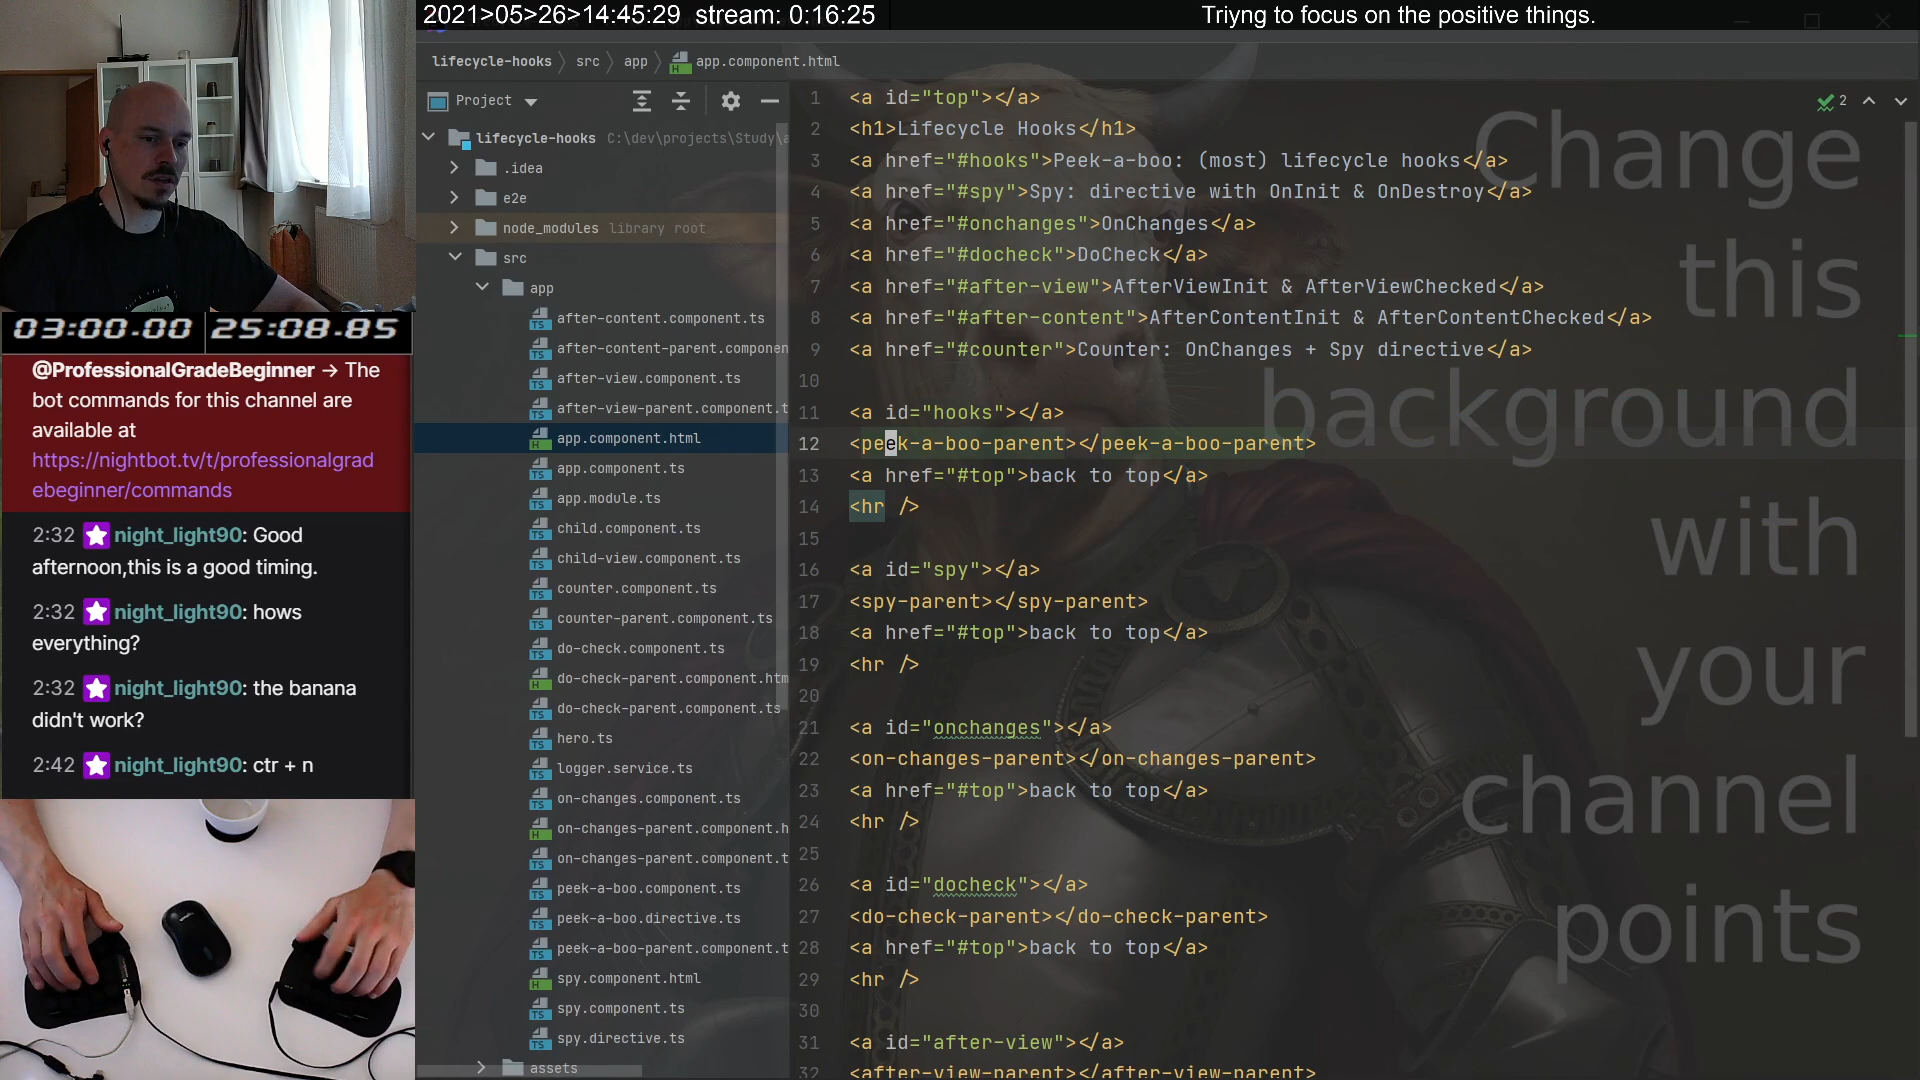 2021>05>26>14:45:29  stream: 0:16:25
Triyng to focus on the positive things.
lifecycle-hooks
src
app
app.component.html
Project
lifecycle-hooks C:\dev\projects\Study\a
.idea
e2e
node_modules library root
src
app
after-content.component.ts
after-content-parent.componen
after-view.component.ts
after-view-parent.component.t
app.component.html
app.component.ts
app.module.ts
child.component.ts
child-view.component.ts
counter.component.ts
counter-parent.component.ts
do-check.component.ts
do-check-parent.component.htm
do-check-parent.component.ts
hero.ts
logger.service.ts
on-changes.component.ts
on-changes-parent.component.h
on-changes-parent.component.t
peek-a-boo.component.ts
peek-a-boo.directive.ts
peek-a-boo-parent.component.t
spy.component.html
spy.component.ts
spy.directive.ts
assets
1 <a id="top"></a>
2 <h1>Lifecycle Hooks</h1>
3 <a href="#hooks">Peek-a-boo: (most) lifecycle hooks</a>
4 <a href="#spy">Spy: directive with OnInit & OnDestroy</a>
5 <a href="#onchanges">OnChanges</a>
6 <a href="#docheck">DoCheck</a>
7 <a href="#after-view">AfterViewInit & AfterViewChecked</a>
8 <a href="#after-content">AfterContentInit & AfterContentChecked</a>
9 <a href="#counter">Counter: OnChanges + Spy directive</a>
10
11 <a id="hooks"></a>
12 <peek-a-boo-parent></peek-a-boo-parent>
13 <a href="#top">back to top</a>
14 <hr />
15
16 <a id="spy"></a>
17 <spy-parent></spy-parent>
18 <a href="#top">back to top</a>
19 <hr />
20
21 <a id="onchanges"></a>
22 <on-changes-parent></on-changes-parent>
23 <a href="#top">back to top</a>
24 <hr />
25
26 <a id="docheck"></a>
27 <do-check-parent></do-check-parent>
28 <a href="#top">back to top</a>
29 <hr />
30
31 <a id="after-view"></a>
32 <after-view-parent></after-view-parent>
2
Change
this
background
with
your
channel
points
03:00.00
25:08.85
@ProfessionalGradeBeginner → The
bot commands for this channel are
available at
https://nightbot.tv/t/professionalgrad
ebeginner/commands
2:32 night_light90: Good
afternoon,this is a good timing.
2:32 night_light90: hows
everything?
2:32 night_light90: the banana
didn't work?
2:42 night_light90: ctr + n